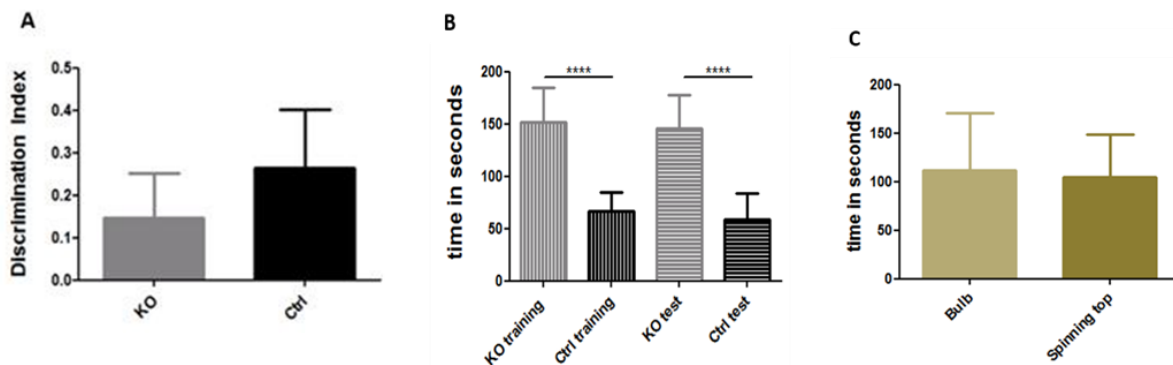 A
Discrimination Index
0.5
0.4
0.3
0.2
0.1
0.0
KO
Ctrl
B
time in seconds
200
150
100
50
0
****
****
KO training
Ctrl training
KO test
Ctrl test
C
time in seconds
200
150
100
50
0
Bulb
Spinning top